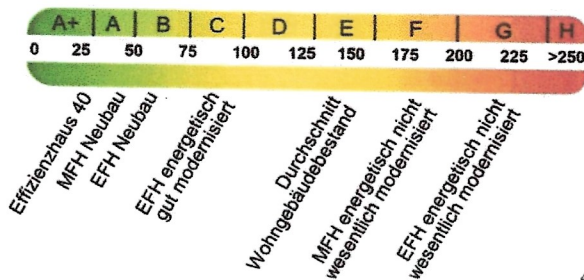 A+ A B C D E F G H
0 25 50 75 100 125 150 175 200 225 >250
Effizienzhaus 40
MFH Neubau
EFH Neubau
EFH energetisch
gut modernisiert
Durchschnitt
Wohngebäudebestand
MFH energetisch nicht
wesentlich modernisiert
EFH energetisch nicht
wesentlich modernisiert